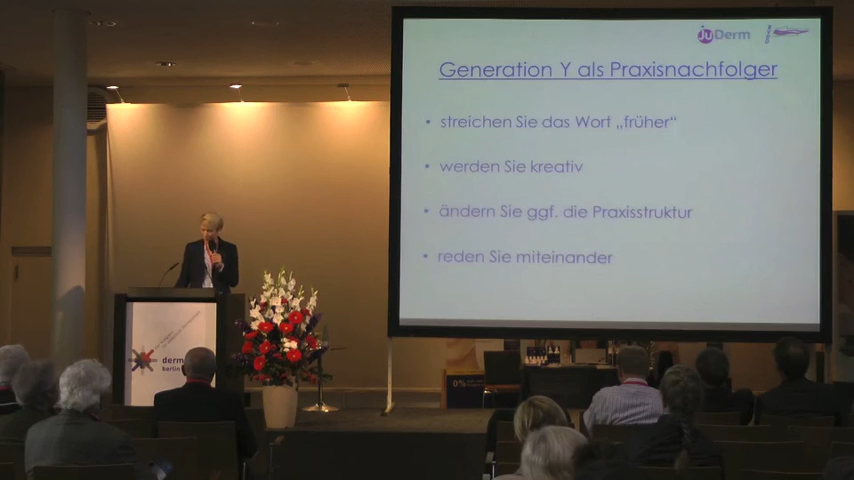 JuDerm
Generation Y als Praxisnachfolger
• streichen Sie das Wort „früher“
• werden Sie kreativ
• ändern Sie ggf. die Praxisstruktur
• reden Sie miteinander
derm
berlin
0%